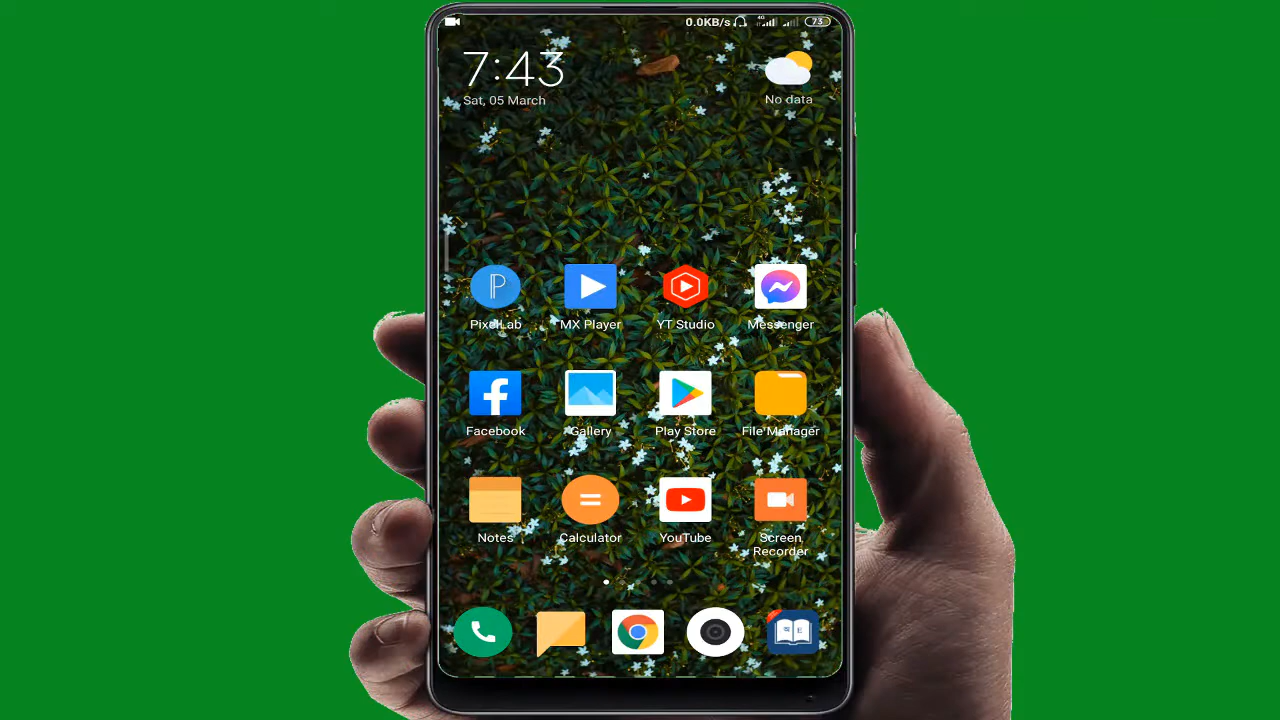 0.0KB/s 4G 73
7:43
Sat, 05 March
No data
PixelLab MX Player YT Studio Messenger
Facebook Gallery Play Store File Manager
Notes Calculator YouTube Screen
Recorder